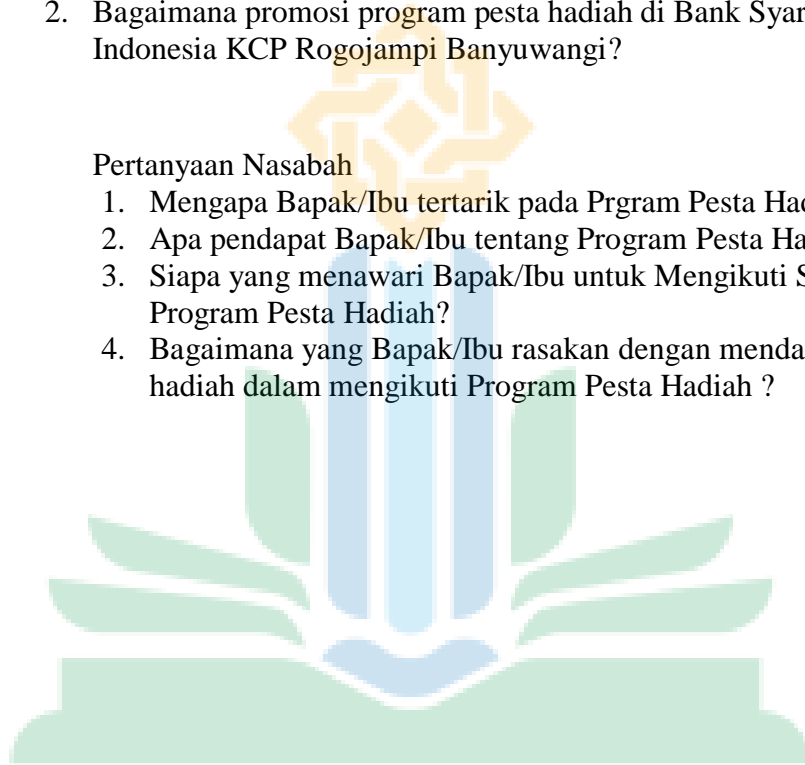 2. Bagaimana promosi program pesta hadiah di Bank Syar
Indonesia KCP Rogojampi Banyuwangi?
Pertanyaan Nasabah
1. Mengapa Bapak/Ibu tertarik pada Prgram Pesta Had
2. Apa pendapat Bapak/Ibu tentang Program Pesta Ha
3. Siapa yang menawari Bapak/Ibu untuk Mengikuti S
Program Pesta Hadiah?
4. Bagaimana yang Bapak/Ibu rasakan dengan menda
hadiah dalam mengikuti Program Pesta Hadiah ?